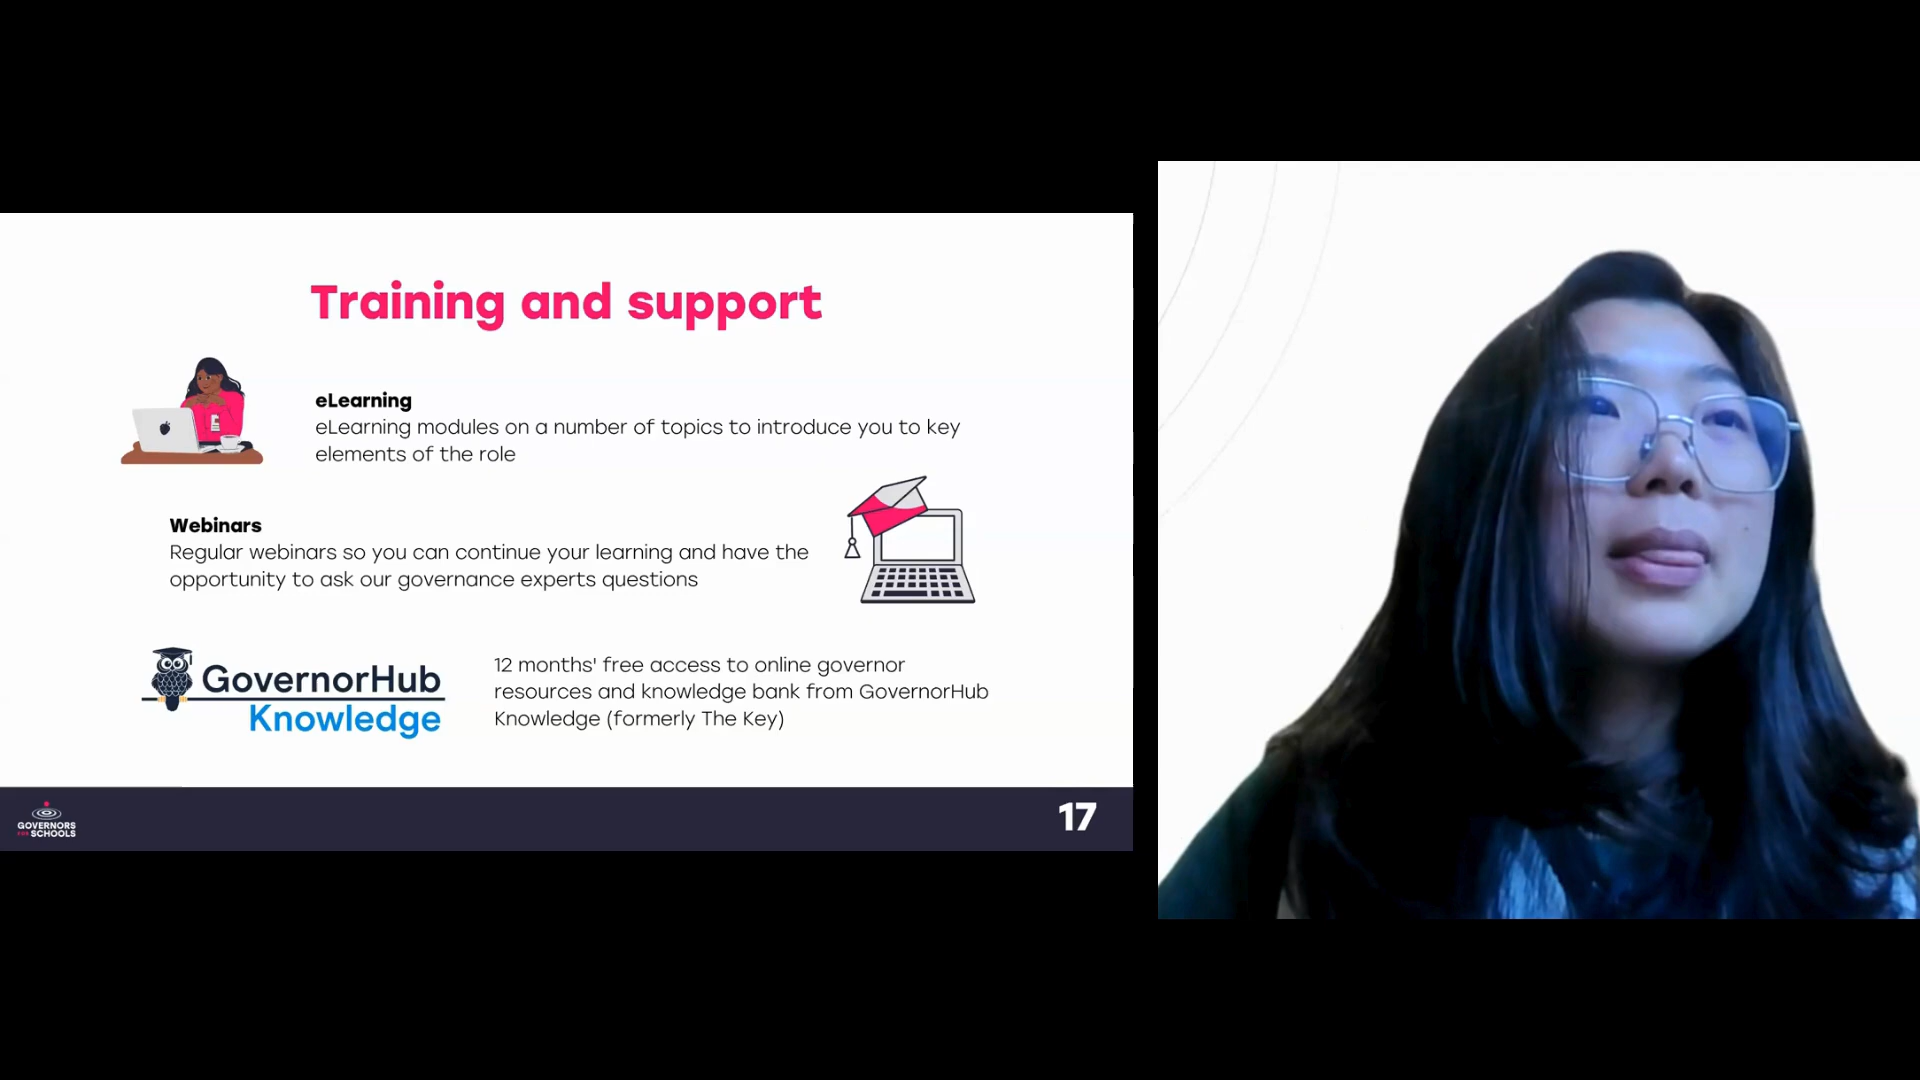 Training and support
eLearning
eLearning modules on a number of topics to introduce you to key
elements of the role
Webinars
Regular webinars so you can continue your learning and have the
opportunity to ask our governance experts questions
GovernorHub
Knowledge
12 months' free access to online governor
resources and knowledge bank from GovernorHub
Knowledge (formerly The Key)
GOVERNORS
FOR SCHOOLS
17